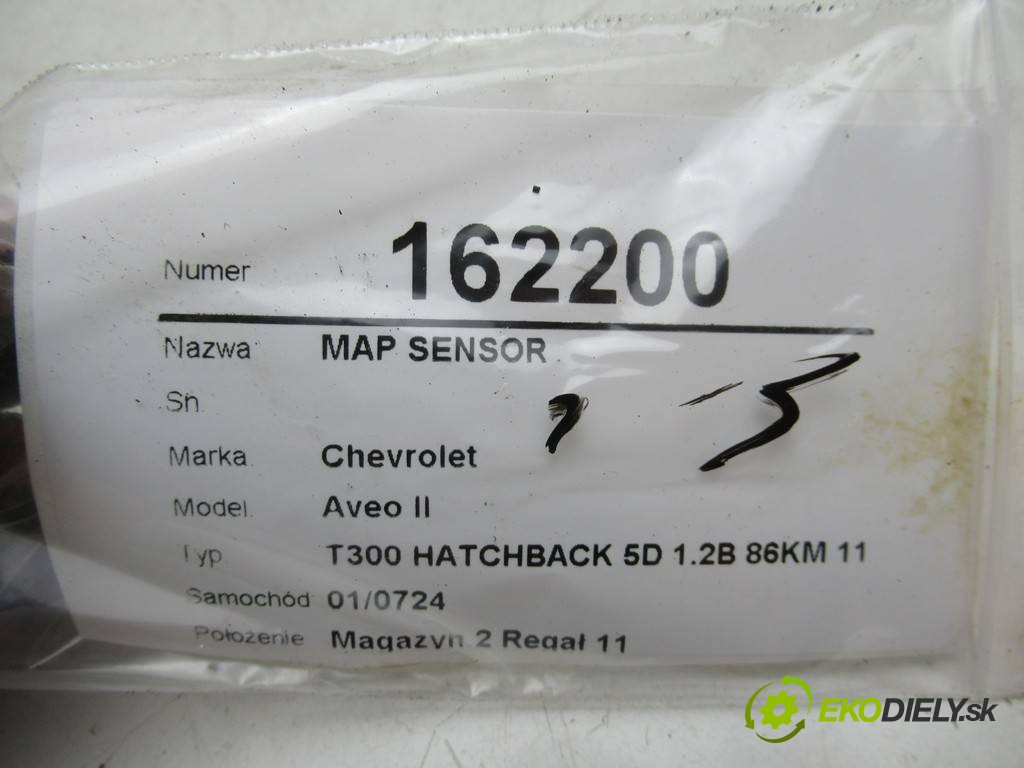 Numer 162200
Nazwa MAP SENSOR
Sn
Marka Chevrolet
Model Aveo II
Typ T300 HATCHBACK 5D 1.2B 86KM 11
Samochód 01/0724
Położenie Magazyn 2 Regał 11
EKODIELY.sk